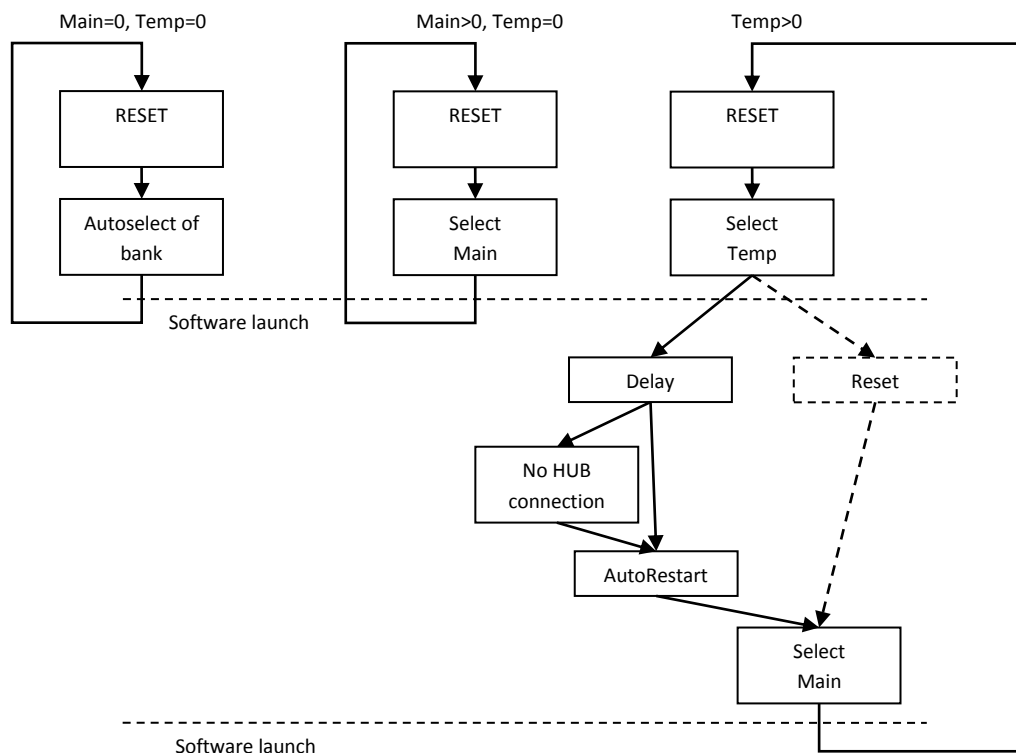 Main=0, Temp=0
Main>0, Temp=0
Temp>0
RESET
RESET
RESET
Autoselect of
bank
Select
Main
Select
Temp
Software launch
Delay
Reset
No HUB
connection
AutoRestart
Select
Main
Software launch